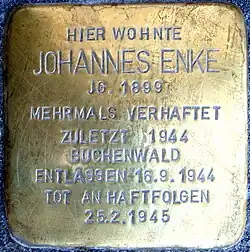 HIER WOHNTE
JOHANNES ENKE
JG. 1899
MEHRMALS VERHAFTET
ZULETZT 1944
BUCHENWALD
ENTLASSEN 16.9.1944
TOT AN HAFTFOLGEN
25.2.1945